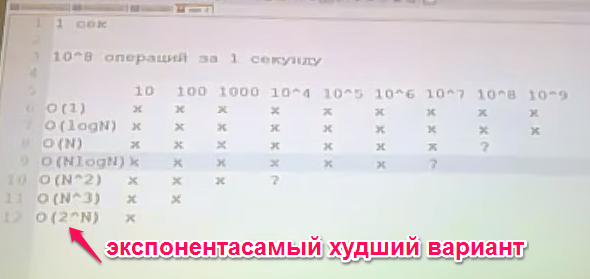 1 1 сек
2
3 10^8 операций за 1 секунду
4
5 10 100 1000 10^4 10^5 10^6 10^7 10^8 10^9
6 O(1) x x x x x x x x x
7 O(logN) x x x x x x x x x
8 O(N) x x x x x x x ?
9 O(NlogN) x x x x x x ?
10 O(N^2) x x x ?
11 O(N^3) x x
12 O(2^N) x
экспонентасамый худший вариант